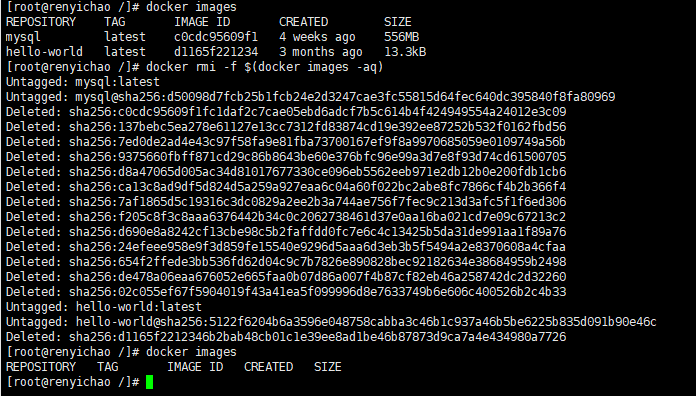 [root@renyichao /]# docker images
REPOSITORY TAG IMAGE ID CREATED SIZE
mysql latest c0cdc95609f1 4 weeks ago 556MB
hello-world latest d1165f221234 3 months ago 13.3kB
[root@renyichao /]# docker rmi -f $(docker images -aq)
Untagged: mysql:latest
Untagged: mysql@sha256:d50098d7fcb25b1fcb24e2d3247cae3fc55815d64fec640dc395840f8fa80969
Deleted: sha256:c0cdc95609f1fc1daf2c7cae05ebd6adcf7b5c614b4f424949554a24012e3c09
Deleted: sha256:137bebc5ea278e61127e13cc7312fd83874cd19e392ee87252b532f0162fbd56
Deleted: sha256:7ed0de2ad4e43c97f58fa9e81fba73700167ef9f8a9970685059e0109749a56b
Deleted: sha256:9375660fbff871cd29c86b8643be60e376bfc96e99a3d7e8f93d74cd61500705
Deleted: sha256:d8a47065d005ac34d81017677330ce096eb5562eeb971e2db12b0e200fdb1cb6
Deleted: sha256:ca13c8ad9df5d824d5a259a927eaa6c04a60f022bc2abe8fc7866cf4b2b366f4
Deleted: sha256:7af1865d5c19316c3dc0829a2ee2b3a744ae756f7fec9c213d3afc5f1f6ed306
Deleted: sha256:f205c8f3c8aaa6376442b34c0c2062738461d37e0aa16ba021cd7e09c67213c2
Deleted: sha256:d690e8a8242cf13cbe98c5b2faffdd0fc7e6c4c13425b5da31de991aa1f89a76
Deleted: sha256:24efeee958e9f3d859fe15540e9296d5aaa6d3eb3b5f5494a2e8370608a4cfaa
Deleted: sha256:654f2ffede3bb536fd62d04c9c7b7826e890828bec92182634e38684959b2498
Deleted: sha256:de478a06eaa676052e665faa0b07d86a007f4b87cf82eb46a258742dc2d32260
Deleted: sha256:02c055ef67f5904019f43a41ea5f099996d8e7633749b6e606c400526b2c4b33
Untagged: hello-world:latest
Untagged: hello-world@sha256:5122f6204b6a3596e048758cabba3c46b1c937a46b5be6225b835d091b90e46c
Deleted: sha256:d1165f2212346b2bab48cb01c1e39ee8ad1be46b87873d9ca7a4e434980a7726
[root@renyichao /]# docker images
REPOSITORY TAG IMAGE ID CREATED SIZE
[root@renyichao /]#